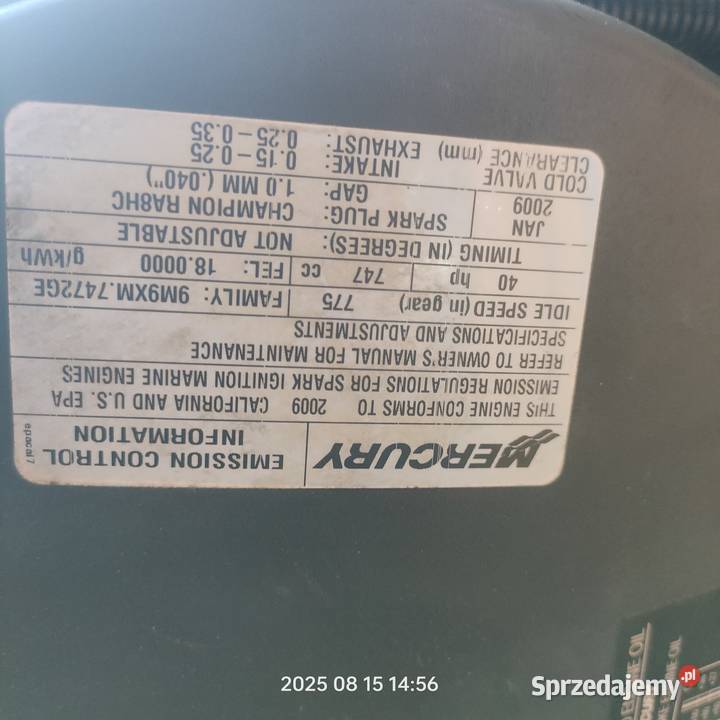 MERCURY EMISSION CONTROL
INFORMATION
epacal7
THIS ENGINE CONFORMS TO 2009 CALIFORNIA AND U.S. EPA
EMISSION REGULATIONS FOR SPARK IGNITION MARINE ENGINES
REFER TO OWNER'S MANUAL FOR MAINTENANCE
SPECIFICATIONS AND ADJUSTMENTS
IDLE SPEED (in gear) 775 FAMILY: 9M9XM.7472GE
40 hp 747 cc FEL: 18.0000 g/kWh
TIMING (IN DEGREES): NOT ADJUSTABLE
JAN SPARK PLUG: CHAMPION RA8HC
2009 GAP: 1.0 MM (.040")
COLD VALVE INTAKE: 0.15 – 0.25
CLEARANCE (mm) EXHAUST: 0.25 – 0.35
OIL
2025 08 15 14:56
Sprzedajemy.pl